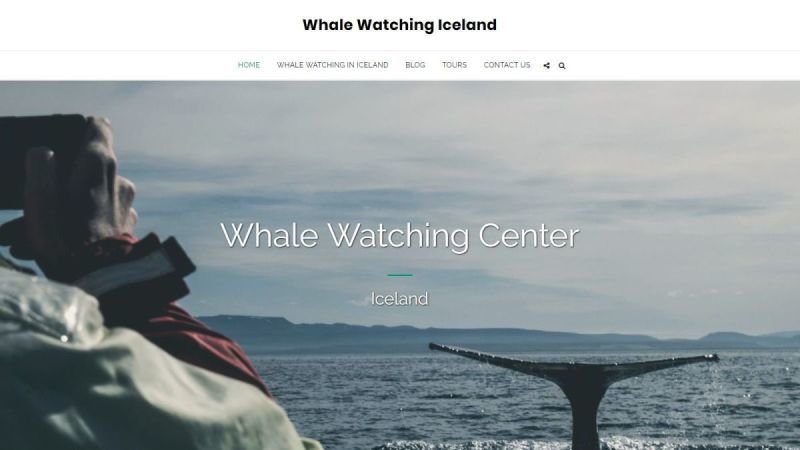 Whale Watching Iceland
HOME WHALE WATCHING IN ICELAND BLOG TOURS CONTACT US
Whale Watching Center
Iceland